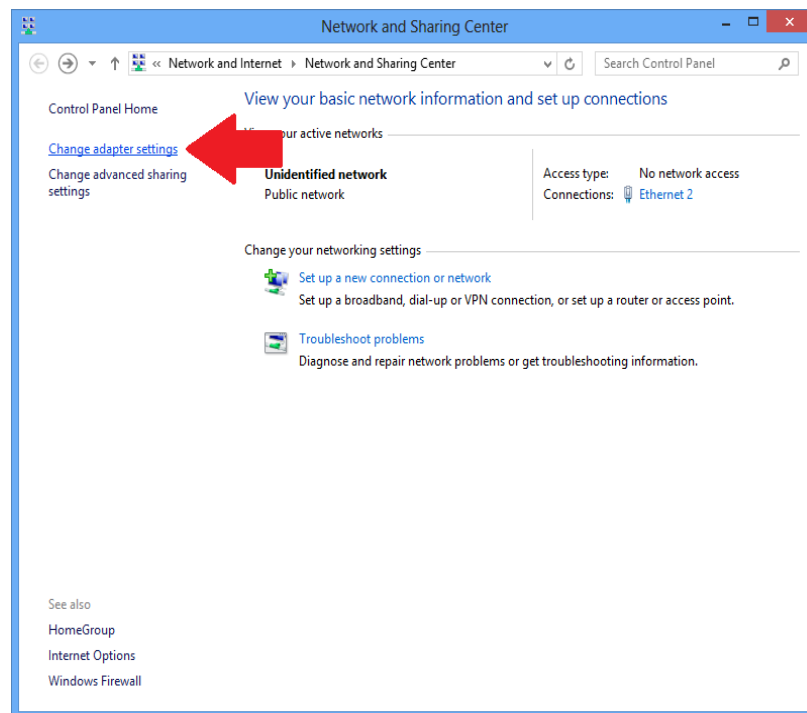 Network and Sharing Center
« Network and Internet Network and Sharing Center
Search Control Panel
Control Panel Home
Change adapter settings
Change advanced sharing
settings
View your basic network information and set up connections
your active networks
Unidentified network
Public network
Access type: No network access
Connections: Ethernet 2
Change your networking settings
Set up a new connection or network
Set up a broadband, dial-up or VPN connection, or set up a router or access point.
Troubleshoot problems
Diagnose and repair network problems or get troubleshooting information.
See also
HomeGroup
Internet Options
Windows Firewall